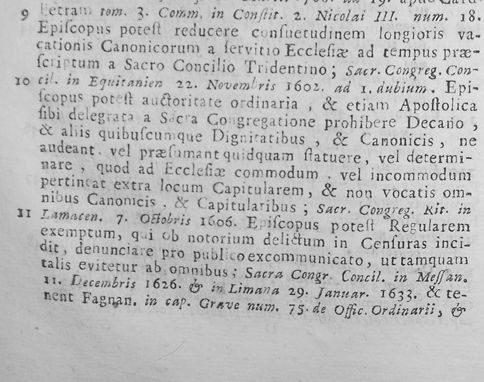 9 Petram tom. 3. Comm. in Constit. 2. Nicolai III. num. 18.
Episcopus potest reducere consuetudinem longioris va-
cationis Canonicorum a servitio Ecclesiæ ad tempus præ-
scriptum a Sacro Concilio Tridentino; Sacr. Congreg. Con-
10 cil. in Equitanien 22. Novembris 1602. ad 1. dubium. Epi-
scopus potest auctoritate ordinaria, & etiam Apostolica
sibi delegata a Sacra Congregatione prohibere Decano,
& aliis quibuscumque Dignitatibus, & Canonicis, ne
audeant vel præsumant quidquam statuere, vel determi-
nare, quod ad Ecclesiæ commodum vel incommodum
pertineat extra locum Capitularem, & non vocatis om-
nibus Canonicis, & Capitularibus; Sacr. Congreg. Rit. in
11 Lamacen. 7. Octobris 1606. Episcopus potest Regularem
exemptum, qui ob notorium delictum in Censuras inci-
dit, denunciare pro publico excommunicato, ut tamquam
talis evitetur ab omnibus; Sacra Congr. Concil. in Messan.
11. Decembris 1626. & in Limana 29. Januar. 1633. & te-
nent Fagnan. in cap. Grave num. 75. de Offic. Ordinarii, &